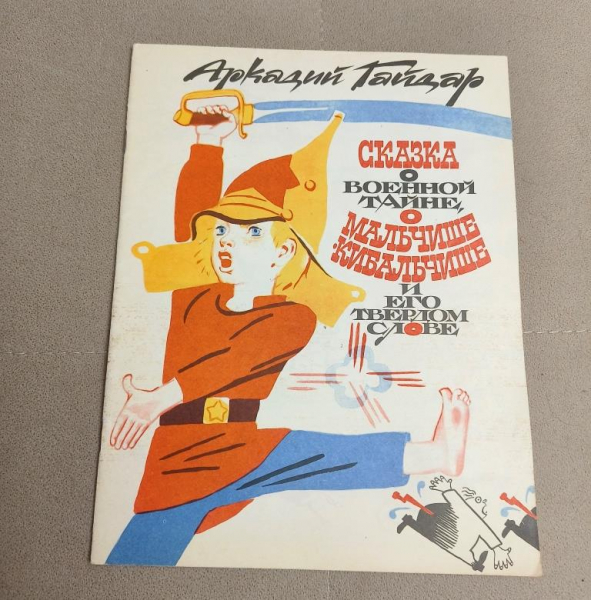 Аркадий Гайдар
СКАЗКА
О
ВОЕННОЙ
ТАЙНЕ,
О
МАЛЬЧИШЕ
-КИБАЛЬЧИШЕ
И
ЕГО
ТВЕРДОМ
СЛОВЕ